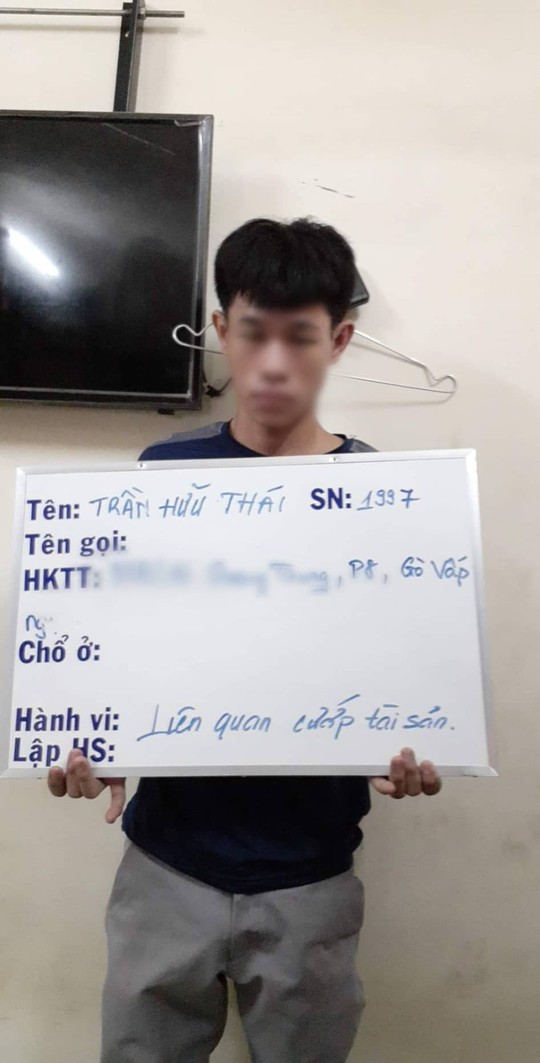 Tên: TRẦN HỮU THÁI SN: 1997
Tên gọi:
HKTT: Trung, P8, Gò Vấp
Chổ ở:
Hành vi: Liên quan cướp tài sản.
Lập HS: